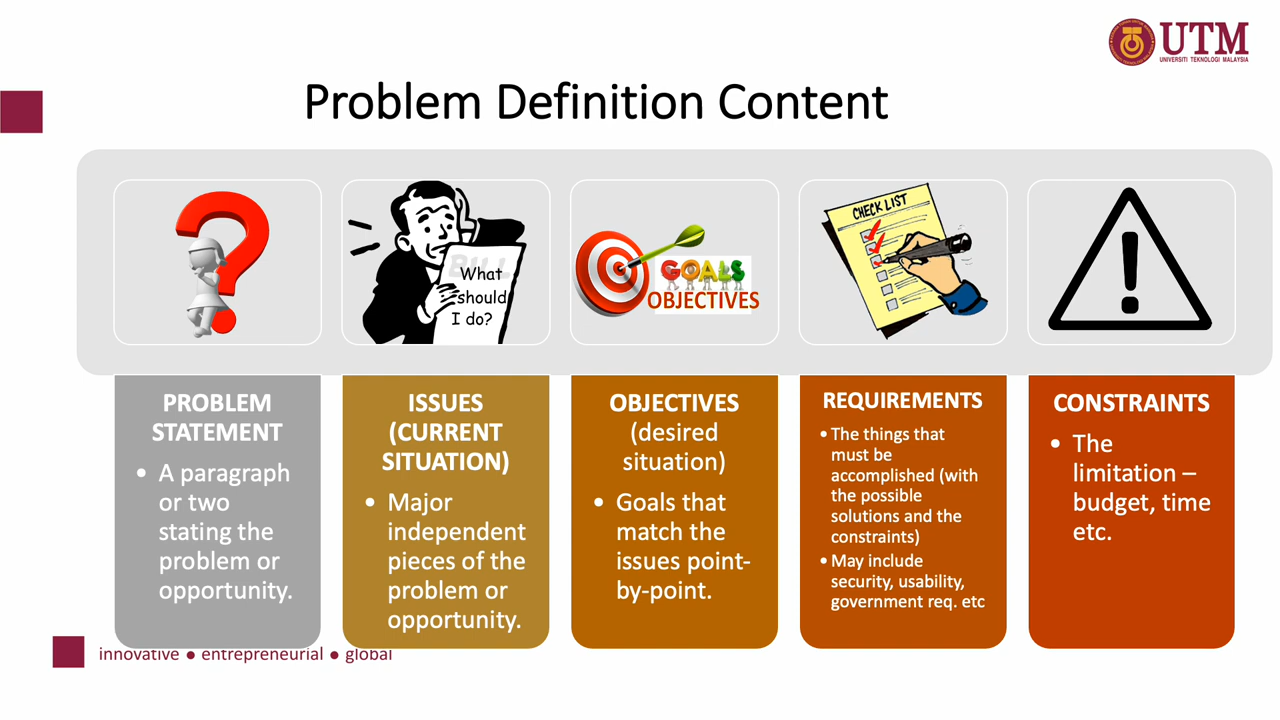 UTM
UNIVERSITI TEKNOLOGI MALAYSIA
Problem Definition Content
BILL
What
should
I do?
GOALS
OBJECTIVES
CHECK LIST
PROBLEM
STATEMENT
• A paragraph
or two
stating the
problem or
opportunity.
ISSUES
(CURRENT
SITUATION)
• Major
independent
pieces of the
problem or
opportunity.
OBJECTIVES
(desired
situation)
• Goals that
match the
issues point-
by-point.
REQUIREMENTS
• The things that
must be
accomplished (with
the possible
solutions and the
constraints)
• May include
security, usability,
government req. etc
CONSTRAINTS
• The
limitation –
budget, time
etc.
innovative ● entrepreneurial ● global